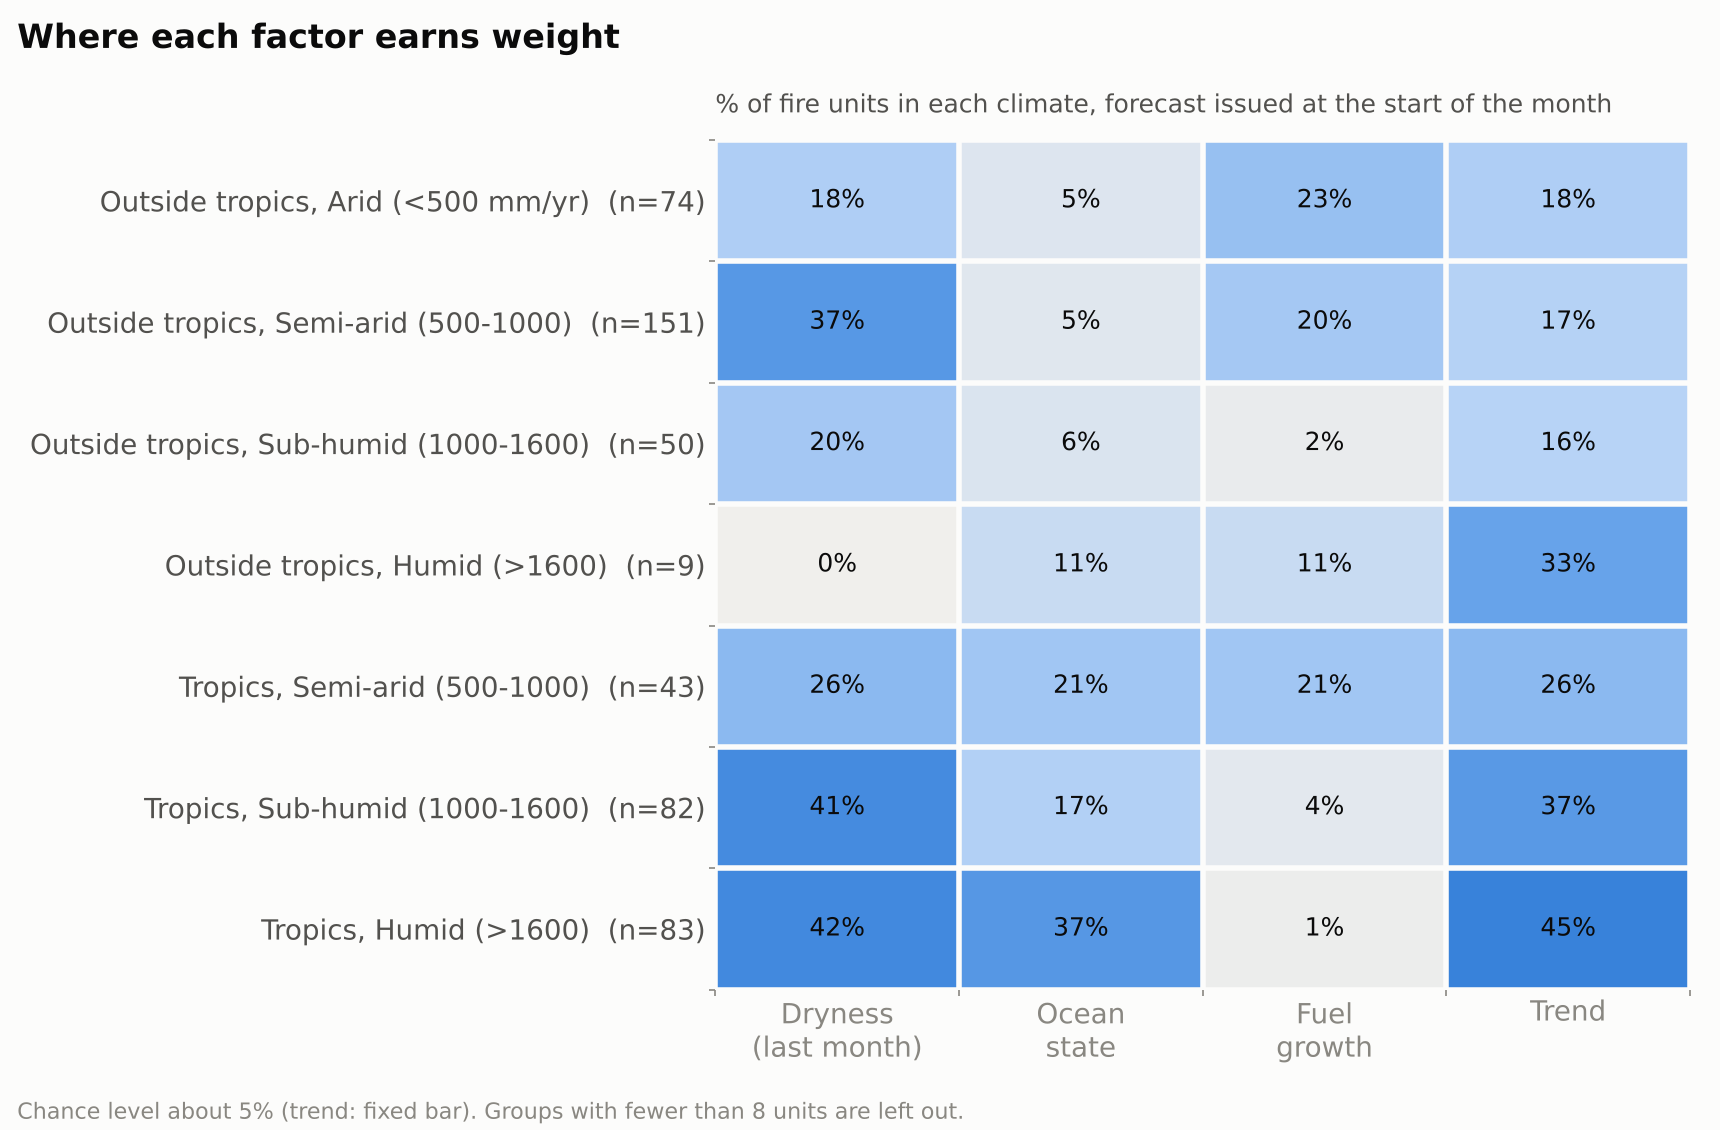 Where each factor earns weight
% of fire units in each climate, forecast issued at the start of the month
Outside tropics, Arid (<500 mm/yr)  (n=74) 18% 5% 23% 18%
Outside tropics, Semi-arid (500-1000)  (n=151) 37% 5% 20% 17%
Outside tropics, Sub-humid (1000-1600)  (n=50) 20% 6% 2% 16%
Outside tropics, Humid (>1600)  (n=9) 0% 11% 11% 33%
Tropics, Semi-arid (500-1000)  (n=43) 26% 21% 21% 26%
Tropics, Sub-humid (1000-1600)  (n=82) 41% 17% 4% 37%
Tropics, Humid (>1600)  (n=83) 42% 37% 1% 45%
Dryness Ocean Fuel Trend
(last month) state growth
Chance level about 5% (trend: fixed bar). Groups with fewer than 8 units are left out.